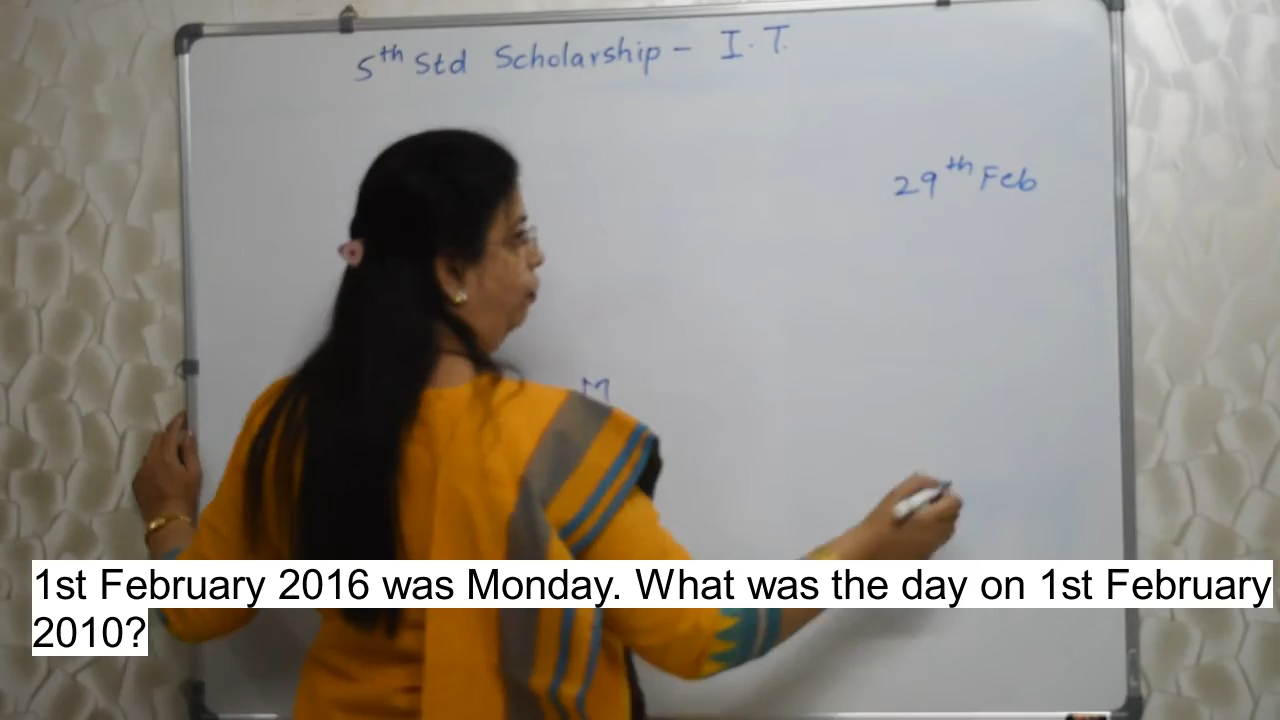 5th Std Scholarship - I.T.
29th Feb
M
1st February 2016 was Monday. What was the day on 1st February
2010?